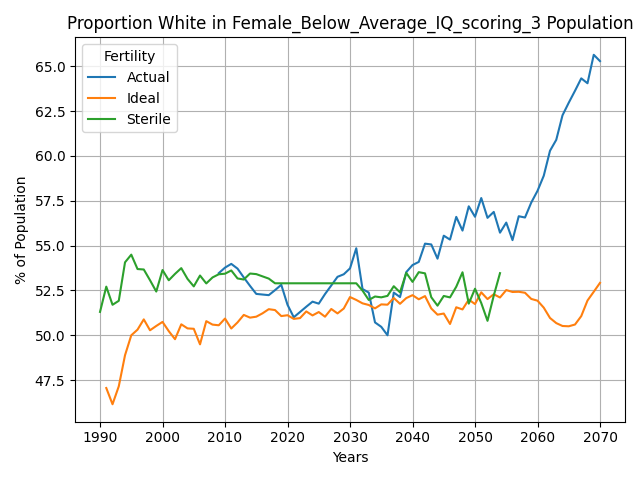 Proportion White in Female_Below_Average_IQ_scoring_3 Population
Fertility
Actual
Ideal
Sterile
% of Population
65.0
62.5
60.0
57.5
55.0
52.5
50.0
47.5
1990 2000 2010 2020 2030 2040 2050 2060 2070
Years